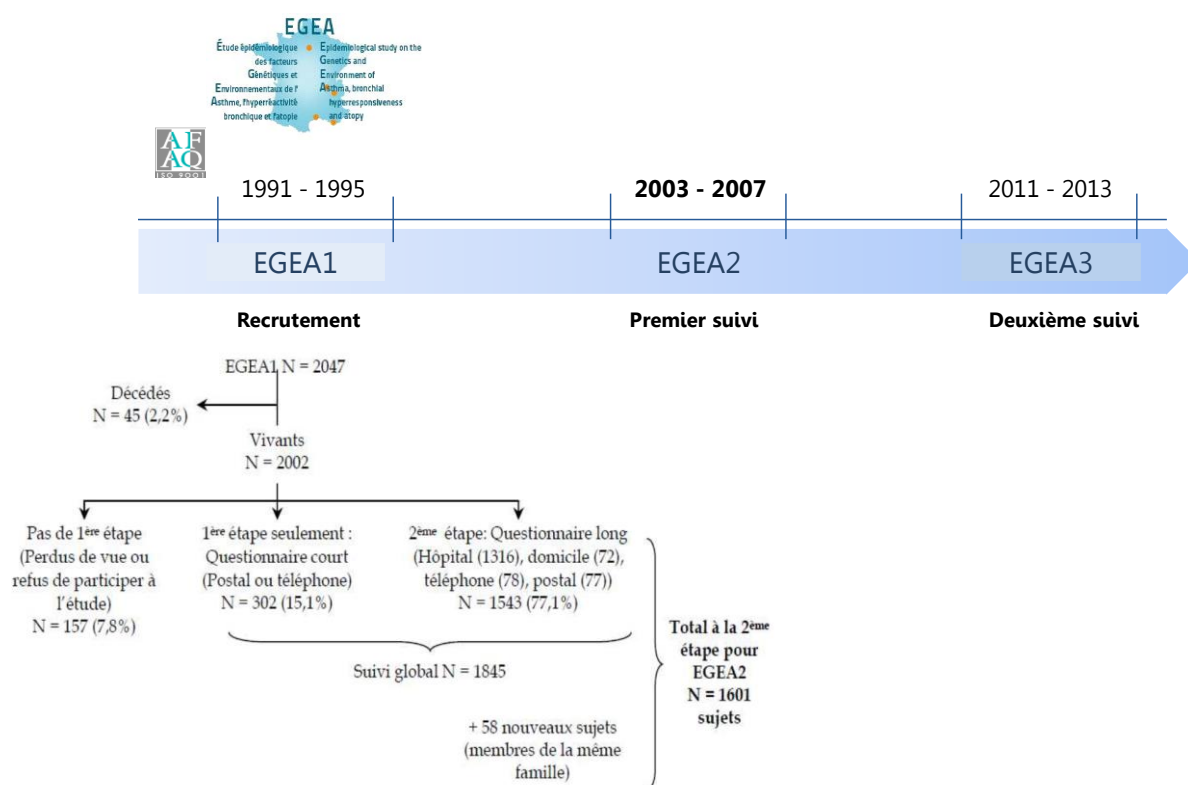 EGEA
Étude épidémiologique
des facteurs
Génétiques et
Environnementaux de l'
Asthme, l'hyperréactivité
bronchique et l'atopie
Epidemiological study on the
Genetics and
Environment of
Asthma, bronchial
hyperresponsiveness
and atopy
AF
AQ
ISO 9001
1991 - 1995
2003 - 2007
2011 - 2013
EGEA1
EGEA2
EGEA3
Recrutement
Premier suivi
Deuxième suivi
EGEA1 N = 2047
Décédés
N = 45 (2,2%)
Vivants
N = 2002
Pas de 1ère étape
(Perdus de vue ou
refus de participer à
l'étude)
N = 157 (7,8%)
1ère étape seulement :
Questionnaire court
(Postal ou téléphone)
N = 302 (15,1%)
2ème étape: Questionnaire long
(Hôpital (1316), domicile (72),
téléphone (78), postal (77))
N = 1543 (77,1%)
Suivi global N = 1845
+ 58 nouveaux sujets
(membres de la même
famille)
Total à la 2ème
étape pour
EGEA2
N = 1601
sujets